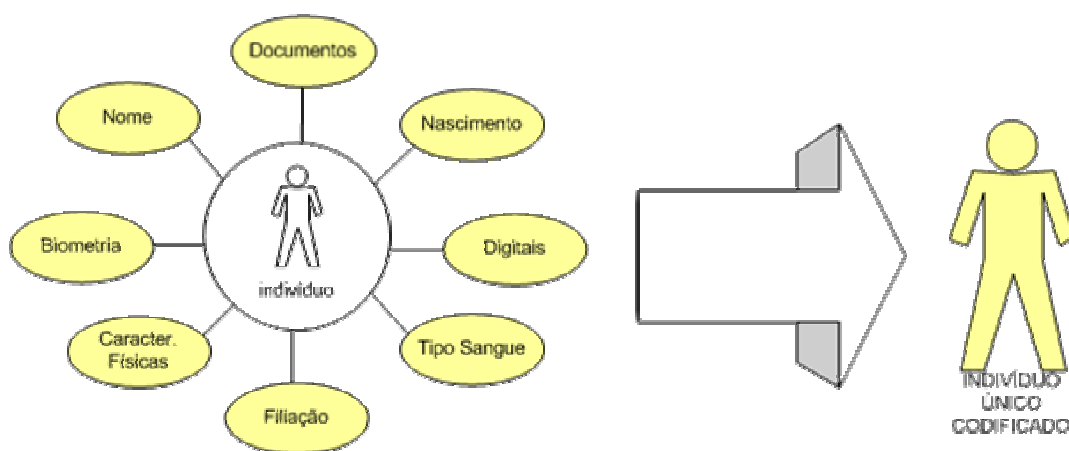 Documentos
Nome
Nascimento
Biometria
Digitais
indivíduo
Caracter.
Físicas
Tipo Sangue
Filiação
INDIVÍDUO
ÚNICO
CODIFICADO